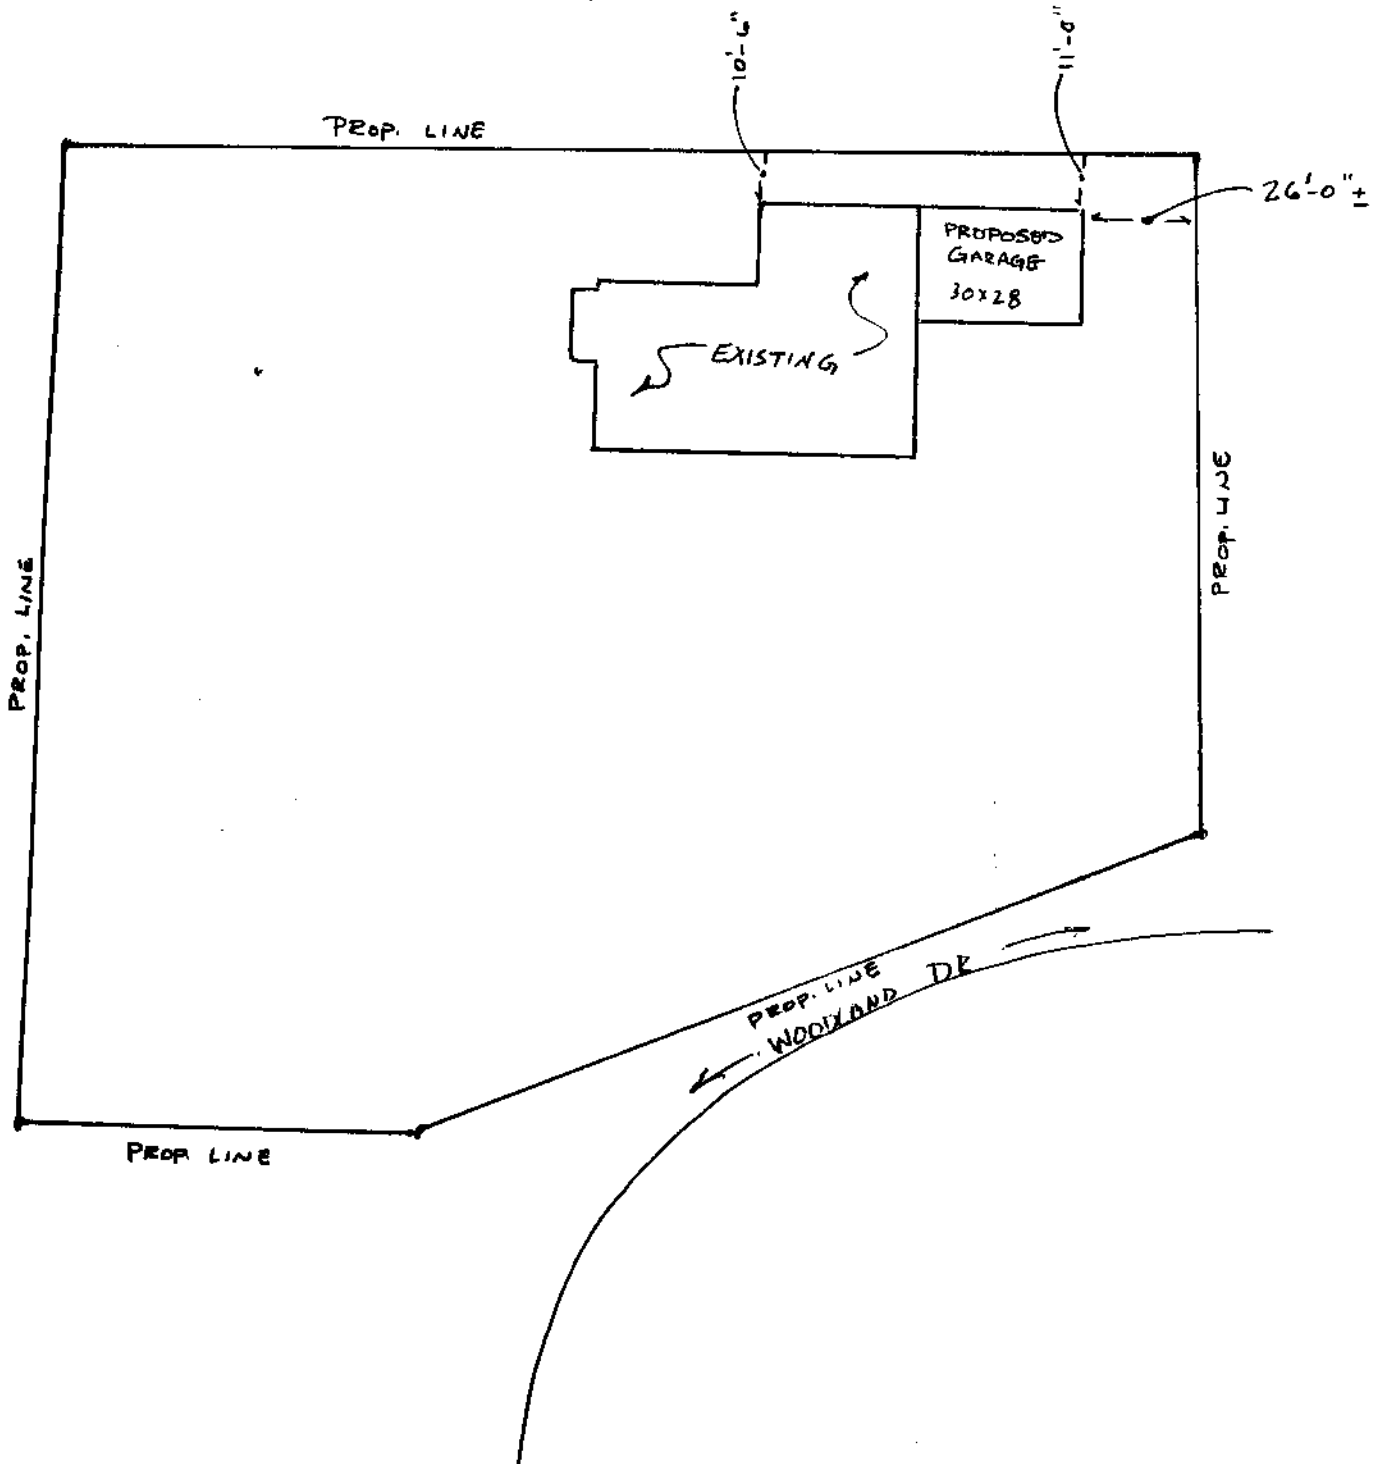 10'-6"
11'-0"
PROP. LINE
26'-0" ±
PROPOSED
GARAGE
30x28
EXISTING
PROP. LINE
PROP. LINE
PROP. LINE
WOODLAND DR
PROP. LINE